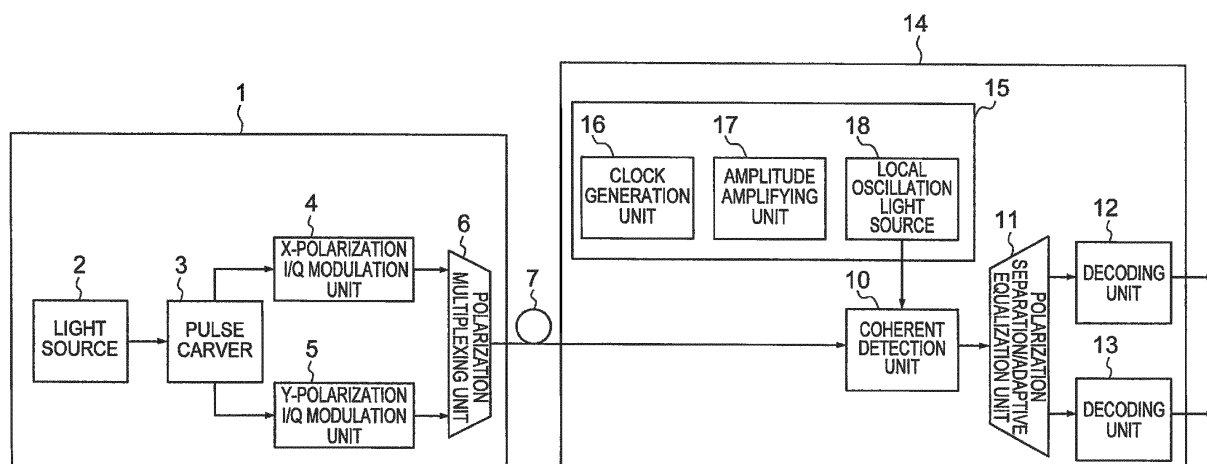 14
1
15
16
CLOCK
GENERATION
UNIT
17
AMPLITUDE
AMPLIFYING
UNIT
18
LOCAL
OSCILLATION
LIGHT
SOURCE
2
LIGHT
SOURCE
3
PULSE
CARVER
4
X-POLARIZATION
I/Q MODULATION
UNIT
5
Y-POLARIZATION
I/Q MODULATION
UNIT
6
POLARIZATION
MULTIPLEXING UNIT
7
10
COHERENT
DETECTION
UNIT
11
POLARIZATION
SEPARATION/ADAPTIVE
EQUALIZATION UNIT
12
DECODING
UNIT
13
DECODING
UNIT